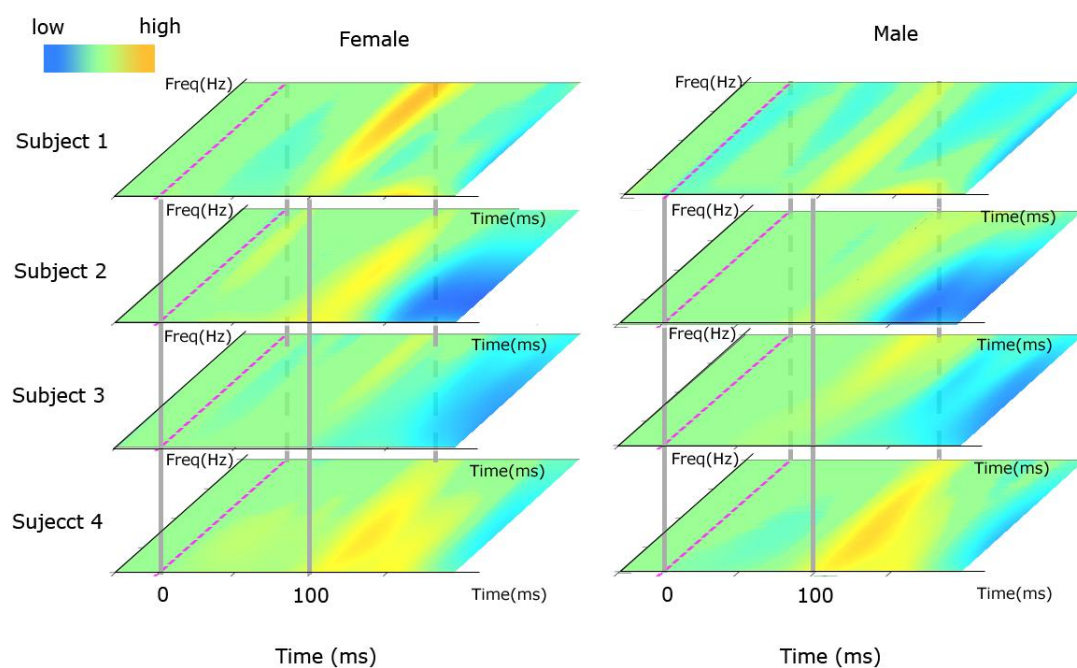 low high
Female
Male
Freq(Hz)
Freq(Hz)
Subject 1
Freq(Hz)
Time(ms)
Freq(Hz)
Time(ms)
Subject 2
Freq(Hz)
Time(ms)
Freq(Hz)
Time(ms)
Subject 3
Freq(Hz)
Time(ms)
Freq(Hz)
Time(ms)
Sujecct 4
0 100 Time(ms)
0 100 Time(ms)
Time (ms)
Time (ms)